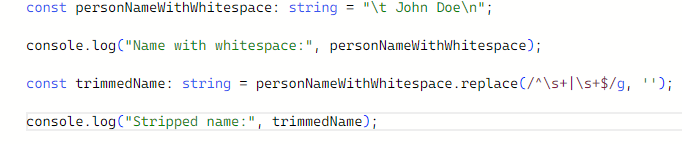 const personNameWithWhitespace: string = "\t John Doe\n";
console.log("Name with whitespace:", personNameWithWhitespace);
const trimmedName: string = personNameWithWhitespace.replace(/^\s+|\s+$/g, '');
console.log("Stripped name:", trimmedName);